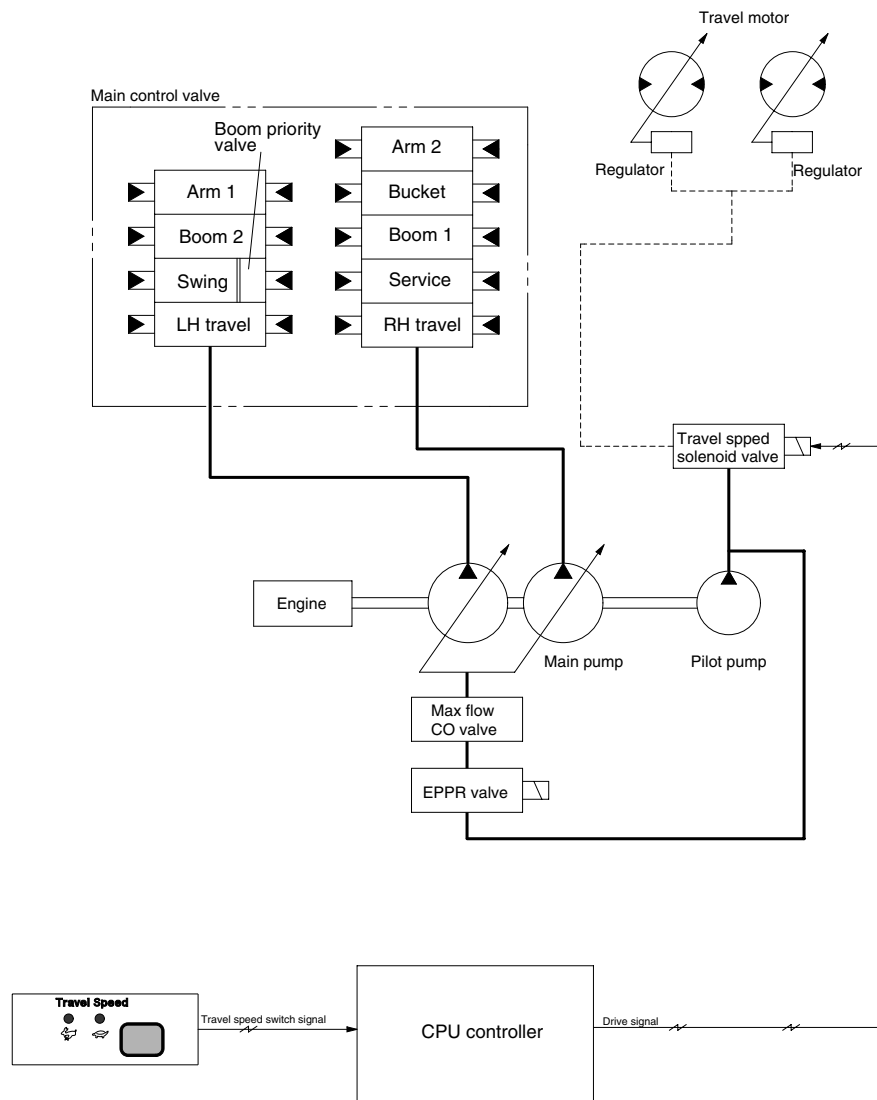 Travel motor
Main control valve
Boom priority
valve
Arm 2
Regulator
Regulator
Arm 1
Bucket
Boom 2
Boom 1
Swing
Service
LH travel
RH travel
Travel spped
solenoid valve
Engine
Main pump
Pilot pump
Max flow
CO valve
EPPR valve
Travel Speed
Travel speed switch signal
CPU controller
Drive signal